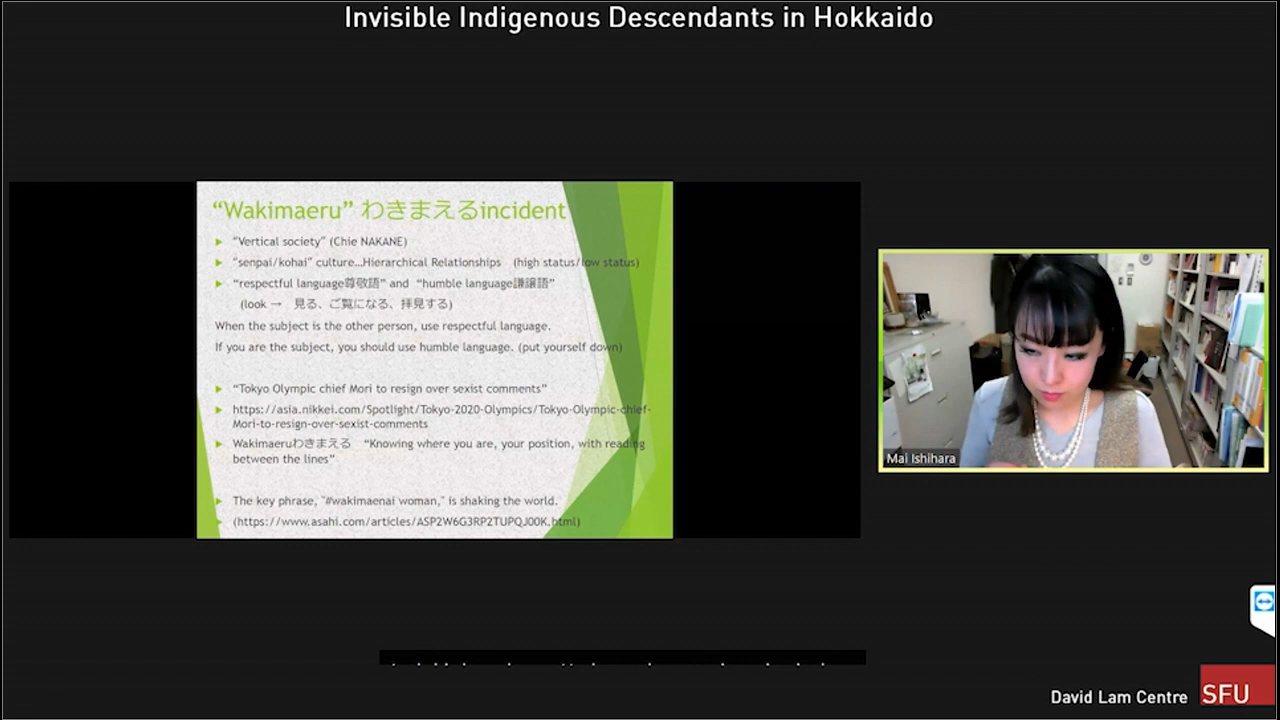 Invisible Indigenous Descendants in Hokkaido
“Wakimaeru” わきまえるincident
“Vertical society” (Chie NAKANE)
“senpai/kohai” culture…Hierarchical Relationships (high status/low status)
“respectful language尊敬語” and “humble language謙譲語”
(look → 見る、ご覧になる、拝見する)
When the subject is the other person, use respectful language.
If you are the subject, you should use humble language. (put yourself down)
“Tokyo Olympic chief Mori to resign over sexist comments”
https://asia.nikkei.com/Spotlight/Tokyo-2020-Olympics/Tokyo-Olympic-chief-
Mori-to-resign-over-sexist-comments
Wakimaeruわきまえる “Knowing where you are, your position, with reading
between the lines”
The key phrase, "#wakimaenai woman," is shaking the world.
(https://www.asahi.com/articles/ASP2W6G3RP2TUPQJ00K.html)
Mai Ishihara
David Lam Centre
SFU